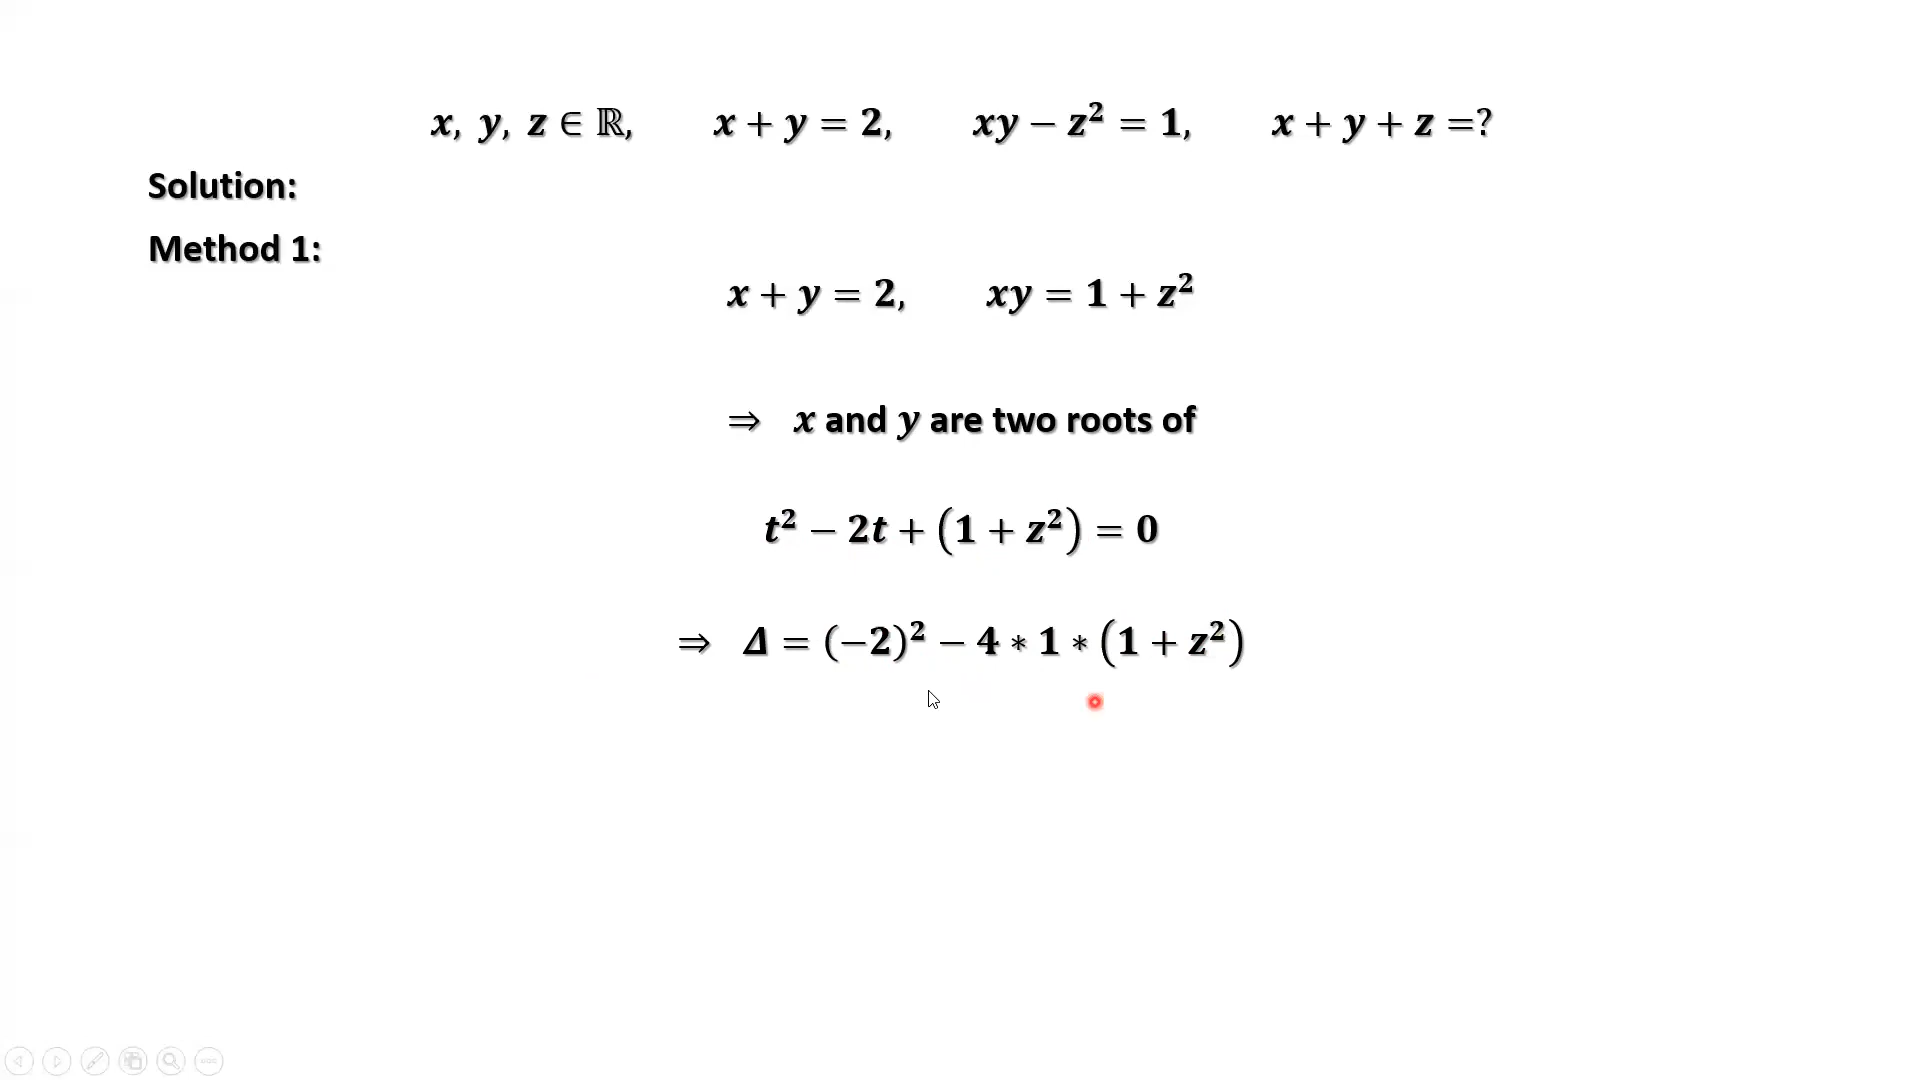 x, y, z ∈ ℝ, x + y = 2, xy − z² = 1, x + y + z =?
Solution:
Method 1:
x + y = 2, xy = 1 + z²
⇒ x and y are two roots of
t² − 2t + (1 + z²) = 0
⇒ Δ = (−2)² − 4 * 1 * (1 + z²)